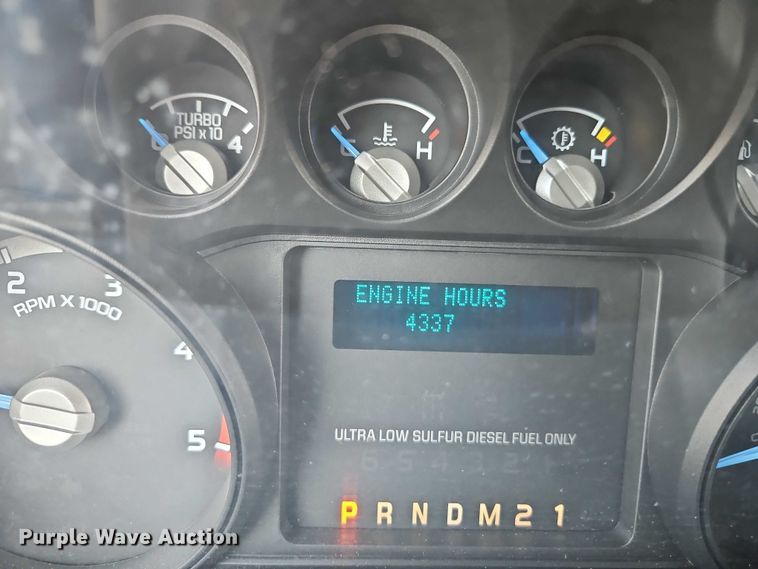 TURBO
PSI x 10
0 4
C H
C H
2 3
RPM X 1000
4
5
ENGINE HOURS
4337
ULTRA LOW SULFUR DIESEL FUEL ONLY
P R N D M 2 1
Purple Wave Auction